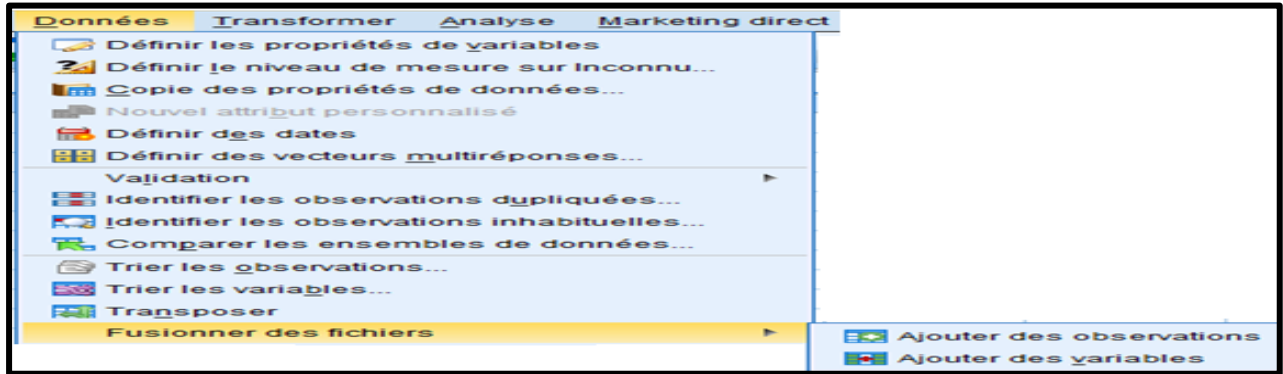 Données Transformer Analyse Marketing direct
Définir les propriétés de variables
Définir le niveau de mesure sur Inconnu...
Copie des propriétés de données...
Nouvel attribut personnalisé
Définir des dates
Définir des vecteurs multiréponses...
Validation
Identifier les observations dupliquées...
Identifier les observations inhabituelles...
Comparer les ensembles de données...
Trier les observations...
Trier les variables...
Transposer
Fusionner des fichiers
Ajouter des observations
Ajouter des variables